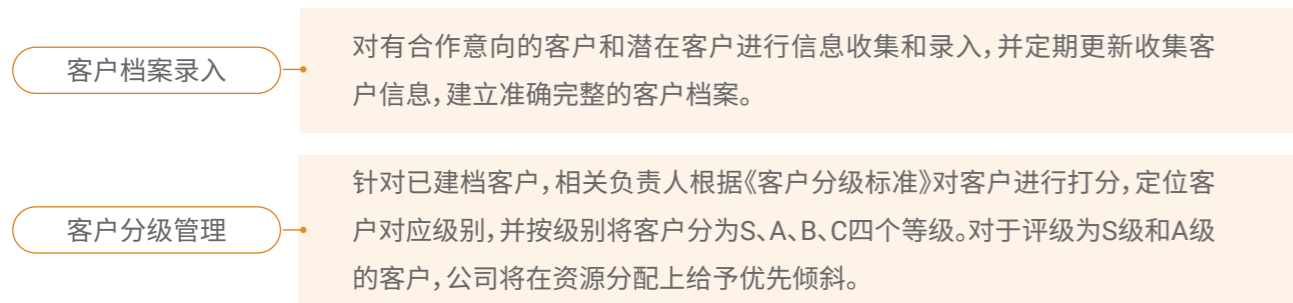 客户档案录入
对有合作意向的客户和潜在客户进行信息收集和录入，并定期更新收集客
户信息，建立准确完整的客户档案。
客户分级管理
针对已建档客户，相关负责人根据《客户分级标准》对客户进行打分，定位客
户对应级别，并按级别将客户分为S、A、B、C四个等级。对于评级为S级和A级
的客户，公司将在资源分配上给予优先倾斜。